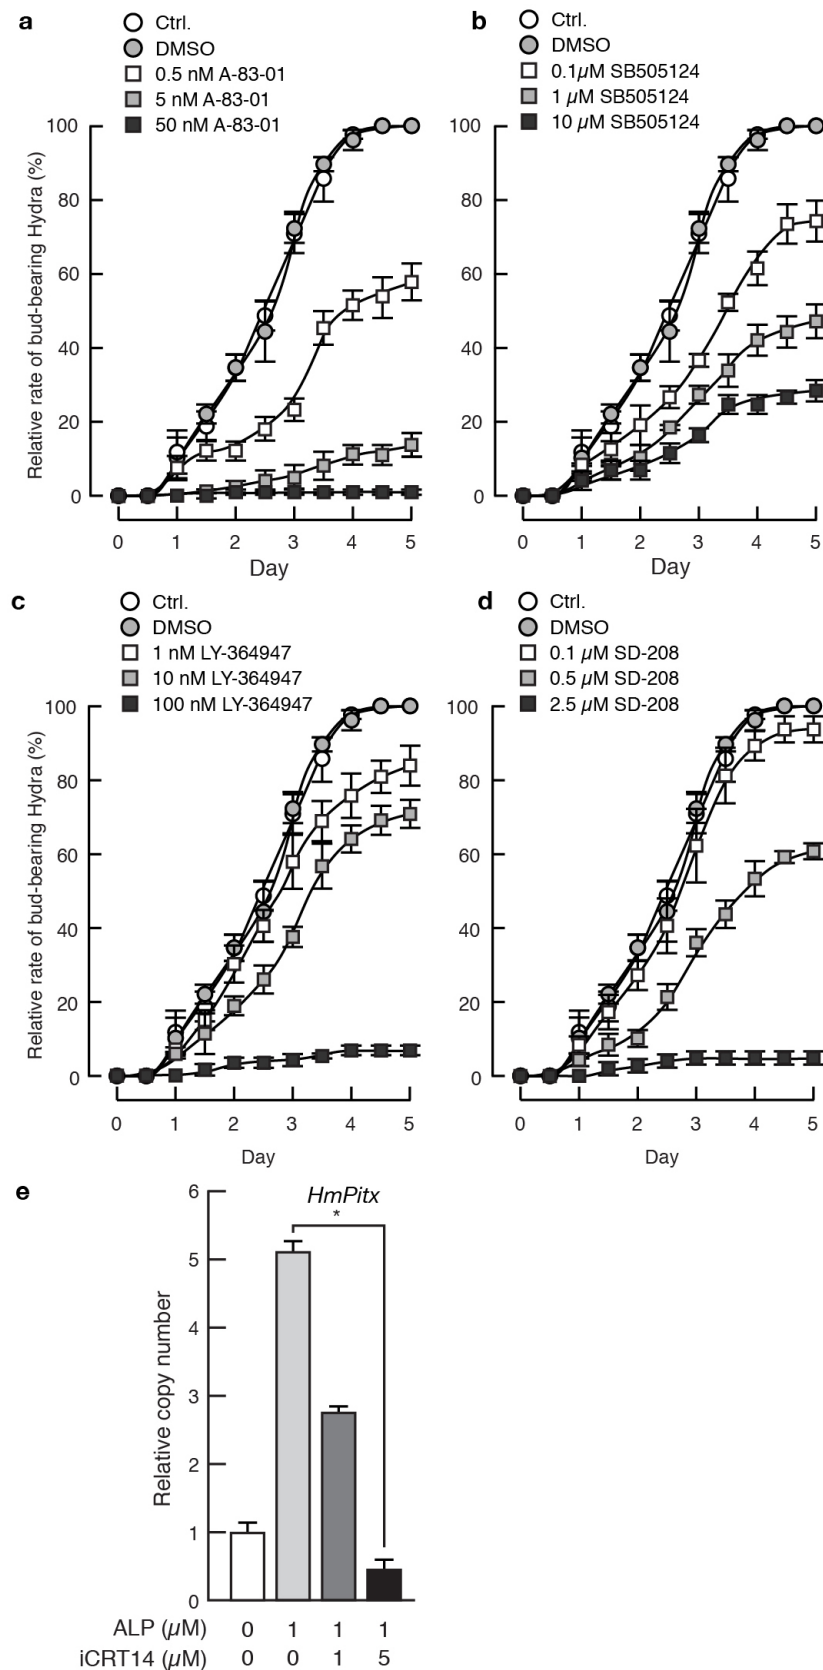 a
Ctrl.
DMSO
0.5 nM A-83-01
5 nM A-83-01
50 nM A-83-01
Relative rate of bud-bearing Hydra (%)
100
80
60
40
20
0
0 1 2 3 4 5
Day
b
Ctrl.
DMSO
0.1μM SB505124
1 μM SB505124
10 μM SB505124
100
80
60
40
20
0
0 1 2 3 4 5
Day
c
Ctrl.
DMSO
1 nM LY-364947
10 nM LY-364947
100 nM LY-364947
Relative rate of bud-bearing Hydra (%)
100
80
60
40
20
0
0 1 2 3 4 5
Day
d
Ctrl.
DMSO
0.1 μM SD-208
0.5 μM SD-208
2.5 μM SD-208
100
80
60
40
20
0
0 1 2 3 4 5
Day
e
HmPitx
*
Relative copy number
6
5
4
3
2
1
0
ALP (μM) 0 1 1 1
iCRT14 (μM) 0 0 1 5